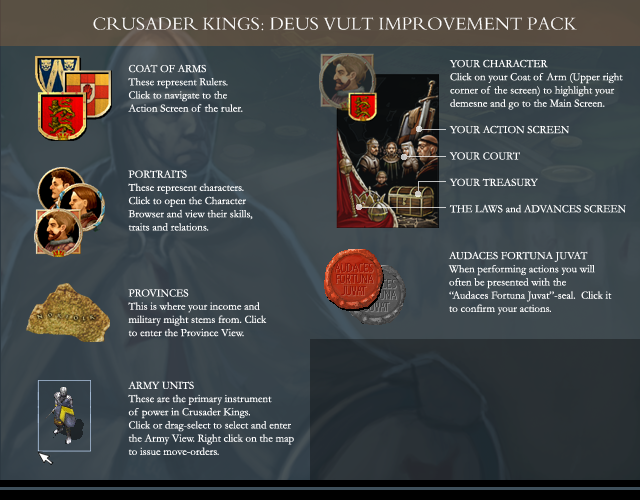 CRUSADER KINGS: DEUS VULT IMPROVEMENT PACK
COAT OF ARMS
These represent Rulers.
Click to navigate to the
Action Screen of the ruler.
PORTRAITS
These represent characters.
Click to open the Character
Browser and view their skills,
traits and relations.
PROVINCES
This is where your income and
military might stems from. Click
to enter the Province View.
ARMY UNITS
These are the primary instrument
of power in Crusader Kings.
Click or drag-select to select and enter
the Army View. Right click on the map
to issue move-orders.
YOUR CHARACTER
Click on your Coat of Arm (Upper right
corner of the screen) to highlight your
demesne and go to the Main Screen.
YOUR ACTION SCREEN
YOUR COURT
YOUR TREASURY
THE LAWS and ADVANCES SCREEN
AUDACES
FORTUNA
JUVAT
AUDACES FORTUNA JUVAT
When performing actions you will
often be presented with the
“Audaces Fortuna Juvat”-seal. Click it
to confirm your actions.